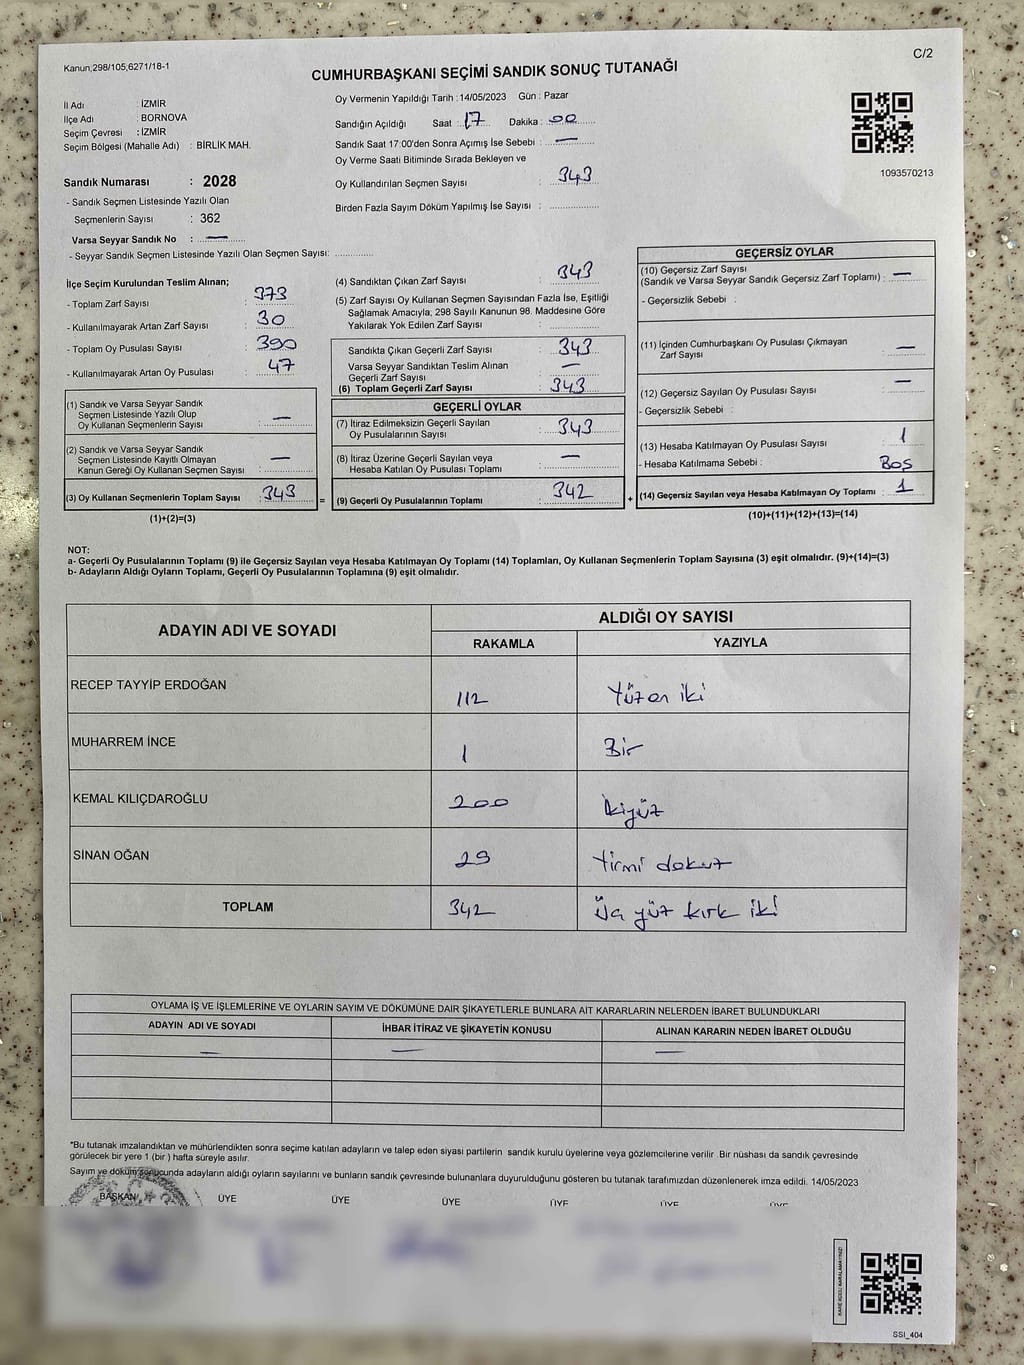 Kanun;298/105,6271/18-1
C/2
CUMHURBAŞKANI SEÇİMİ SANDIK SONUÇ TUTANAĞI
İl Adı : İZMİR
İlçe Adı : BORNOVA
Seçim Çevresi : İZMİR
Seçim Bölgesi (Mahalle Adı) : BİRLİK MAH.
Sandık Numarası : 2028
- Sandık Seçmen Listesinde Yazılı Olan
Seçmenlerin Sayısı : 362
Varsa Seyyar Sandık No : —
- Seyyar Sandık Seçmen Listesinde Yazılı Olan Seçmen Sayısı: ..............
Oy Vermenin Yapıldığı Tarih : 14/05/2023 Gün : Pazar
Sandığın Açıldığı Saat : 17 Dakika : 00
Sandık Saat 17:00'den Sonra Açımış İse Sebebi : —
Oy Verme Saati Bitiminde Sırada Bekleyen ve
Oy Kullandırılan Seçmen Sayısı : 343
Birden Fazla Sayım Döküm Yapılmış İse Sayısı : ..............
1093570213
İlçe Seçim Kurulundan Teslim Alınan;
- Toplam Zarf Sayısı : 373
- Kullanılmayarak Artan Zarf Sayısı : 30
- Toplam Oy Pusulası Sayısı : 390
- Kullanılmayarak Artan Oy Pusulası : 47
(1) Sandık ve Varsa Seyyar Sandık
Seçmen Listesinde Yazılı Olup
Oy Kullanan Seçmenlerin Sayısı : —
(2) Sandık ve Varsa Seyyar Sandık
Seçmen Listesinde Kayıtlı Olmayan
Kanun Gereği Oy Kullanan Seçmen Sayısı : —
(3) Oy Kullanan Seçmenlerin Toplam Sayısı : 343 =
(1)+(2)=(3)
(4) Sandıktan Çıkan Zarf Sayısı : 343
(5) Zarf Sayısı Oy Kullanan Seçmen Sayısından Fazla İse, Eşitliği
Sağlamak Amacıyla, 298 Sayılı Kanunun 98. Maddesine Göre
Yakılarak Yok Edilen Zarf Sayısı : ..............
Sandıkta Çıkan Geçerli Zarf Sayısı : 343
Varsa Seyyar Sandıktan Teslim Alınan
Geçerli Zarf Sayısı : —
(6) Toplam Geçerli Zarf Sayısı : 343
GEÇERLİ OYLAR
(7) İtiraz Edilmeksizin Geçerli Sayılan
Oy Pusulalarının Sayısı : 343
(8) İtiraz Üzerine Geçerli Sayılan veya
Hesaba Katılan Oy Pusulası Toplamı : —
(9) Geçerli Oy Pusulalarının Toplamı : 342 +
GEÇERSİZ OYLAR
(10) Geçersiz Zarf Sayısı
(Sandık ve Varsa Seyyar Sandık Geçersiz Zarf Toplamı) : —
- Geçersizlik Sebebi :
(11) İçinden Cumhurbaşkanı Oy Pusulası Çıkmayan
Zarf Sayısı : —
(12) Geçersiz Sayılan Oy Pusulası Sayısı : —
- Geçersizlik Sebebi :
(13) Hesaba Katılmayan Oy Pusulası Sayısı : 1
- Hesaba Katılmama Sebebi : Boş
(14) Geçersiz Sayılan veya Hesaba Katılmayan Oy Toplamı : 1
(10)+(11)+(12)+(13)=(14)
NOT:
a- Geçerli Oy Pusulalarının Toplamı (9) ile Geçersiz Sayılan veya Hesaba Katılmayan Oy Toplamı (14) Toplamları, Oy Kullanan Seçmenlerin Toplam Sayısına (3) eşit olmalıdır. (9)+(14)=(3)
b- Adayların Aldığı Oyların Toplamı, Geçerli Oy Pusulalarının Toplamına (9) eşit olmalıdır.
ADAYIN ADI VE SOYADI
ALDIĞI OY SAYISI
RAKAMLA YAZIYLA
RECEP TAYYİP ERDOĞAN 112 Yüzon iki
MUHARREM İNCE 1 Bir
KEMAL KILIÇDAROĞLU 200 İkiyüz
SİNAN OĞAN 29 Yirmi dokuz
TOPLAM 342 Üç yüz kırk iki
OYLAMA İŞ VE İŞLEMLERİNE VE OYLARIN SAYIM VE DÖKÜMÜNE DAİR ŞİKAYETLERLE BUNLARA AİT KARARLARIN NELERDEN İBARET BULUNDUKLARI
ADAYIN ADI VE SOYADI İHBAR İTİRAZ VE ŞİKAYETİN KONUSU ALINAN KARARIN NEDEN İBARET OLDUĞU
— — —
*Bu tutanak imzalandıktan ve mühürlendikten sonra seçime katılan adayların ve talep eden siyasi partilerin sandık kurulu üyelerine veya gözlemcilerine verilir .Bir nüshası da sandık çevresinde
görülecek bir yere 1 (bir ) hafta süreyle asılır.
Sayım ve döküm sonucunda adayların aldığı oyların sayılarını ve bunların sandık çevresinde bulunanlara duyurulduğunu gösteren bu tutanak tarafımızdan düzenlenerek imza edildi. 14/05/2023
BAŞKAN ÜYE ÜYE ÜYE ÜYE ÜYE ÜYE
SSI_404